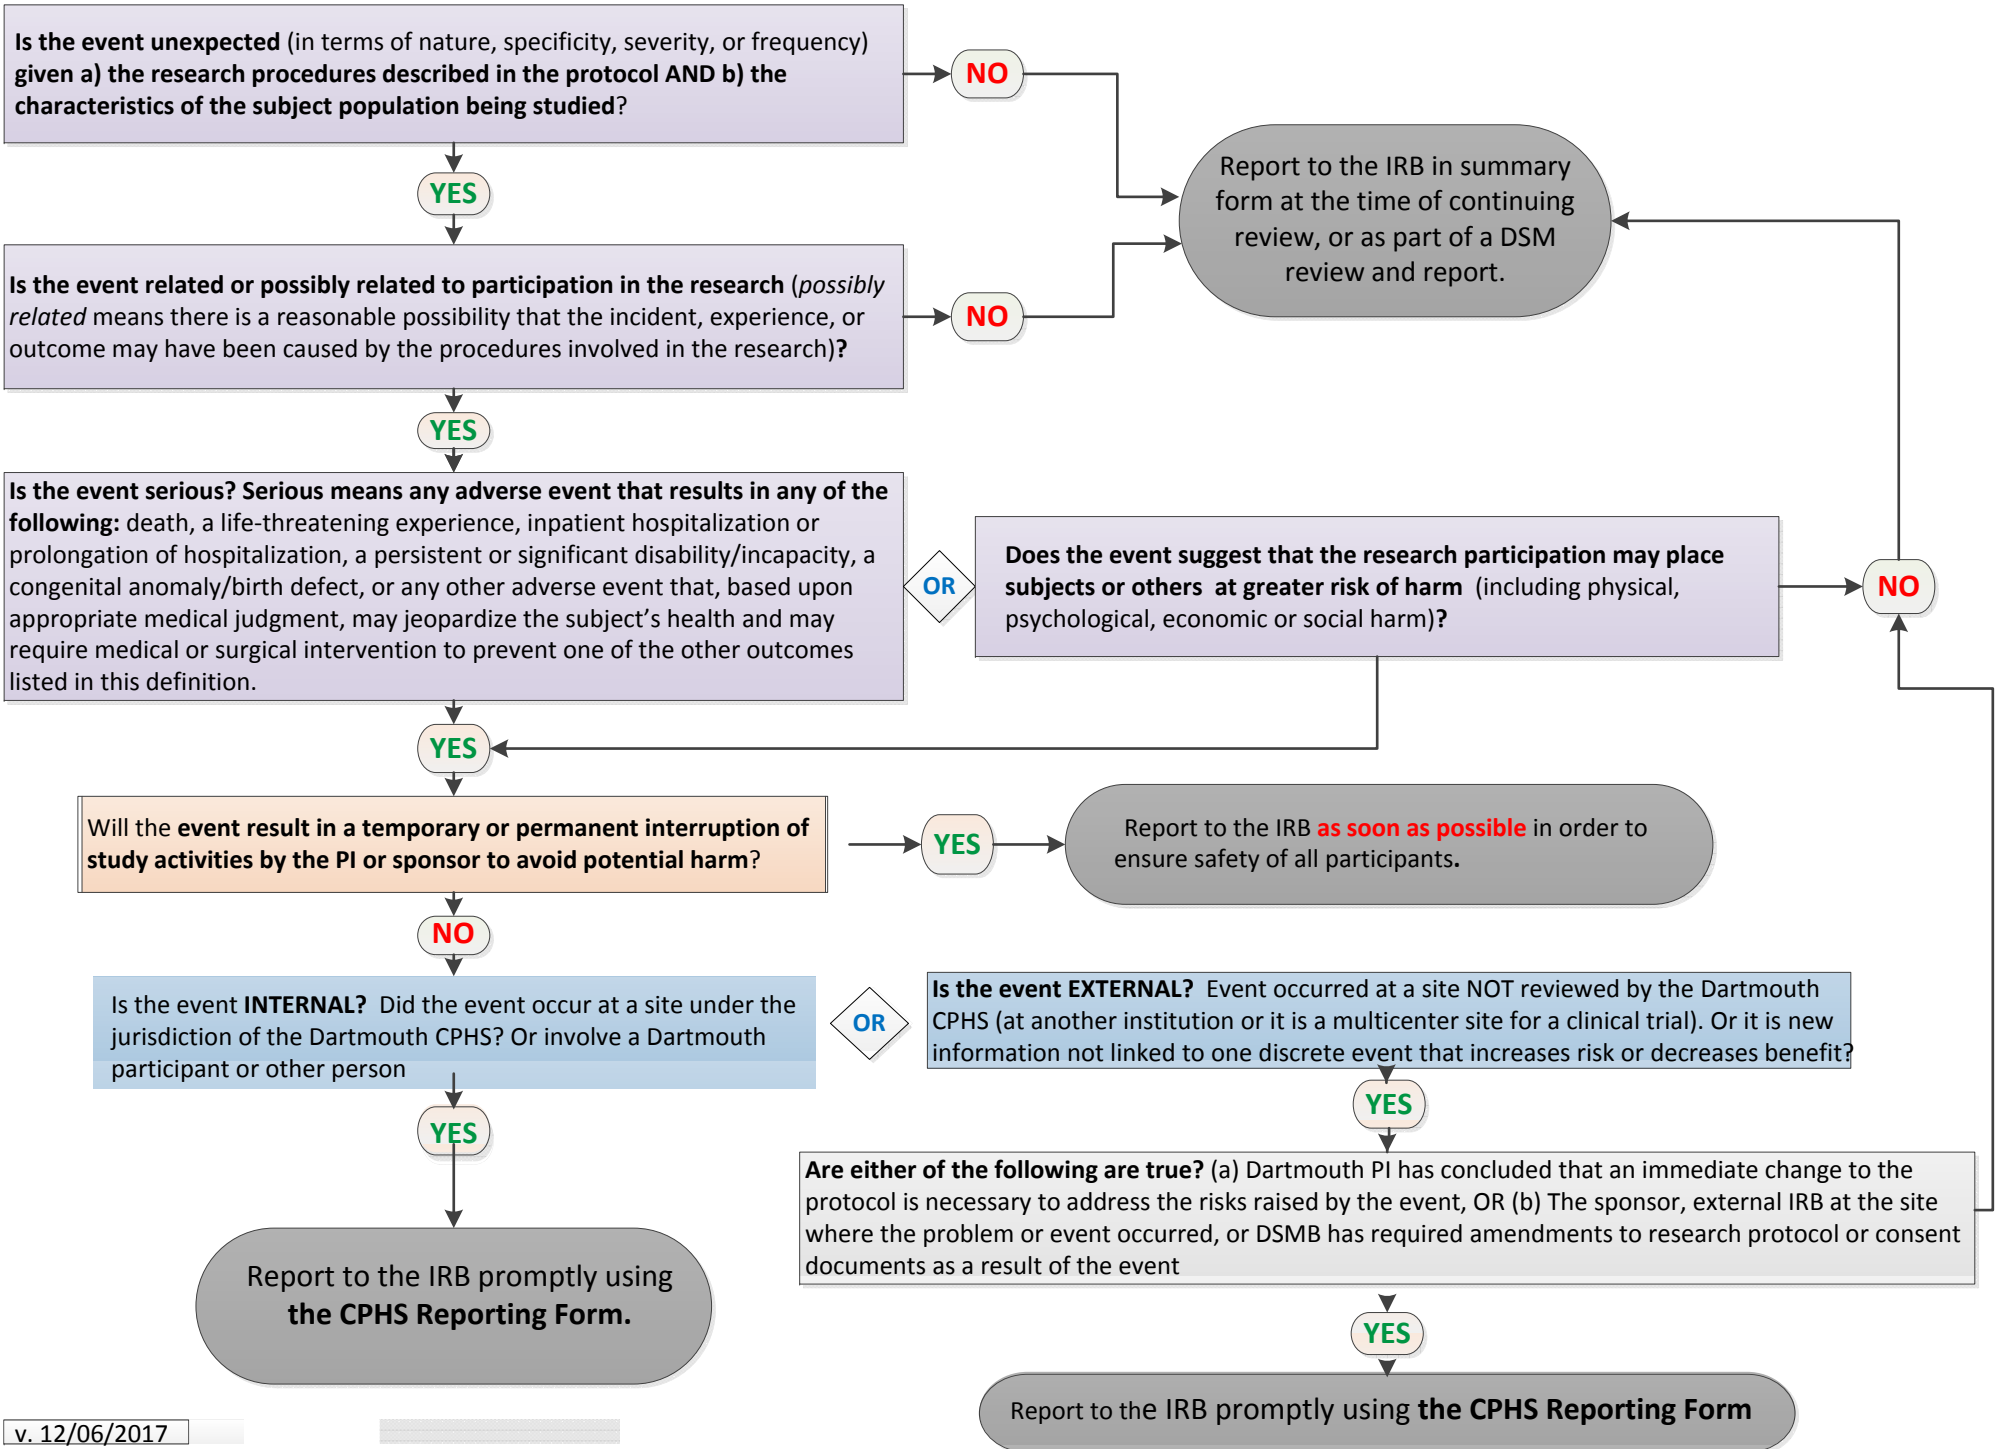 Is the event unexpected (in terms of nature, specificity, severity, or frequency)
given a) the research procedures described in the protocol AND b) the
characteristics of the subject population being studied?
NO
YES
Report to the IRB in summary
form at the time of continuing
review, or as part of a DSM
review and report.
Is the event related or possibly related to participation in the research (possibly
related means there is a reasonable possibility that the incident, experience, or
outcome may have been caused by the procedures involved in the research)?
NO
YES
Is the event serious? Serious means any adverse event that results in any of the
following: death, a life-threatening experience, inpatient hospitalization or
prolongation of hospitalization, a persistent or significant disability/incapacity, a
congenital anomaly/birth defect, or any other adverse event that, based upon
appropriate medical judgment, may jeopardize the subject's health and may
require medical or surgical intervention to prevent one of the other outcomes
listed in this definition.
OR
Does the event suggest that the research participation may place
subjects or others  at greater risk of harm  (including physical,
psychological, economic or social harm)?
NO
YES
Will the event result in a temporary or permanent interruption of
study activities by the PI or sponsor to avoid potential harm?
YES
Report to the IRB as soon as possible in order to
ensure safety of all participants.
NO
Is the event INTERNAL?  Did the event occur at a site under the
jurisdiction of the Dartmouth CPHS? Or involve a Dartmouth
participant or other person
OR
Is the event EXTERNAL?  Event occurred at a site NOT reviewed by the Dartmouth
CPHS (at another institution or it is a multicenter site for a clinical trial). Or it is new
information not linked to one discrete event that increases risk or decreases benefit?
YES
YES
Are either of the following are true? (a) Dartmouth PI has concluded that an immediate change to the
protocol is necessary to address the risks raised by the event, OR (b) The sponsor, external IRB at the site
where the problem or event occurred, or DSMB has required amendments to research protocol or consent
documents as a result of the event
Report to the IRB promptly using
the CPHS Reporting Form.
YES
Report to the IRB promptly using the CPHS Reporting Form
v. 12/06/2017